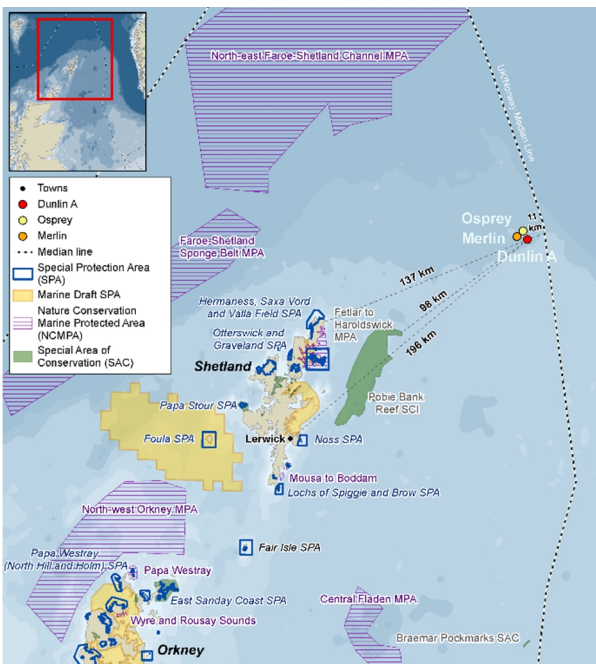 North-east Faroe-Shetland Channel MPA
UK/Norway Median Line
Towns
Dunlin A
Osprey
Merlin
Median line
Special Protection Area
(SPA)
Marine Draft SPA
Nature Conservation
Marine Protected Area
(NCMPA)
Special Area of
Conservation (SAC)
Osprey
Merlin
Dunlin A
11
km
Faroe-Shetland
Sponge Belt MPA
137 km
98 km
196 km
Hermaness, Saxa Vord
and Valla Field SPA
Fetlar to
Haroldswick
MPA
Otterswick and
Graveland SPA
Shetland
Pobie Bank
Reef SCI
Papa Stour SPA
Foula SPA
Lerwick
Noss SPA
Mousa to Boddam
Lochs of Spiggie and Brow SPA
North-west Orkney MPA
Fair Isle SPA
Papa Westray
(North Hill and Holm) SPA
Papa Westray
East Sanday Coast SPA
Central Fladen MPA
Wyre and Rousay Sounds
Braemar Pockmarks SAC
Orkney